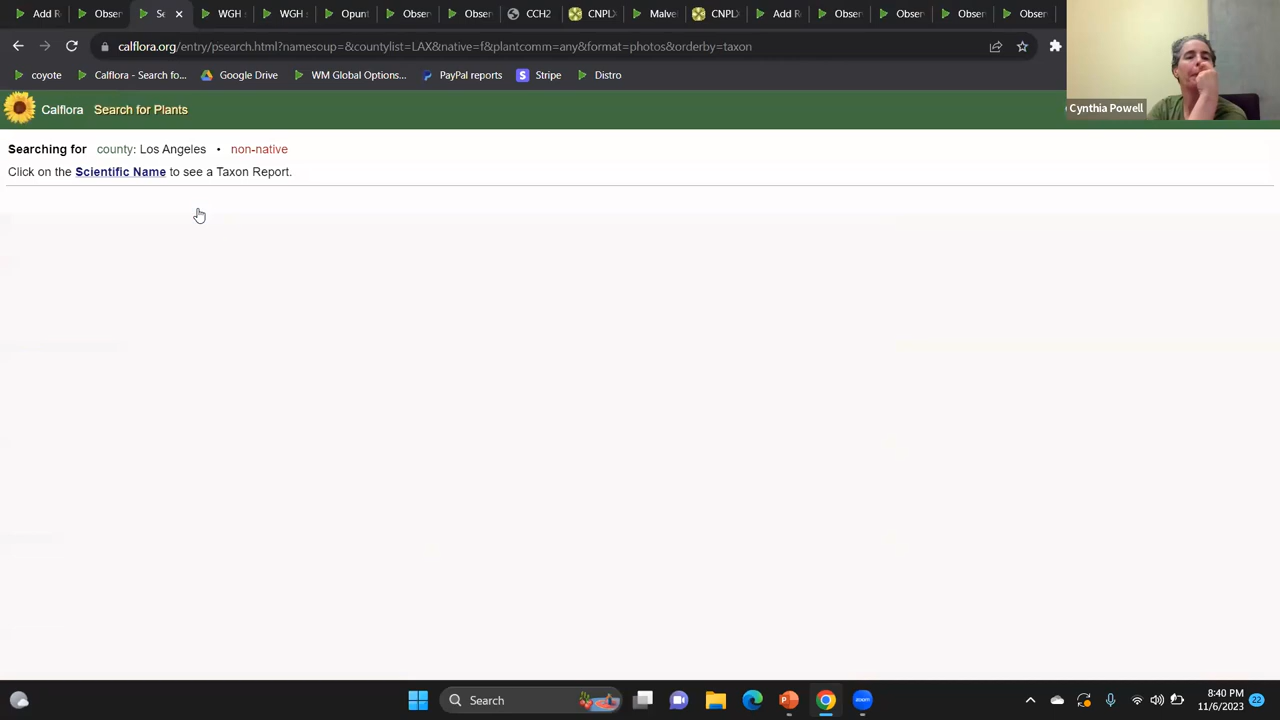 Add R Obser Se WGH WGH Opunt Obser Obser CCH2 CNPLX Malve CNPLX Add R Obser Obser Obser Obser
calflora.org/entry/psearch.html?namesoup=&countylist=LAX&native=f&plantcomm=any&format=photos&orderby=taxon
coyote Calflora - Search fo... Google Drive WM Global Options... PayPal reports S Stripe Distro
Cynthia Powell
Calflora Search for Plants
Searching for county: Los Angeles • non-native
Click on the Scientific Name to see a Taxon Report.
Search
8:40 PM
11/6/2023
22